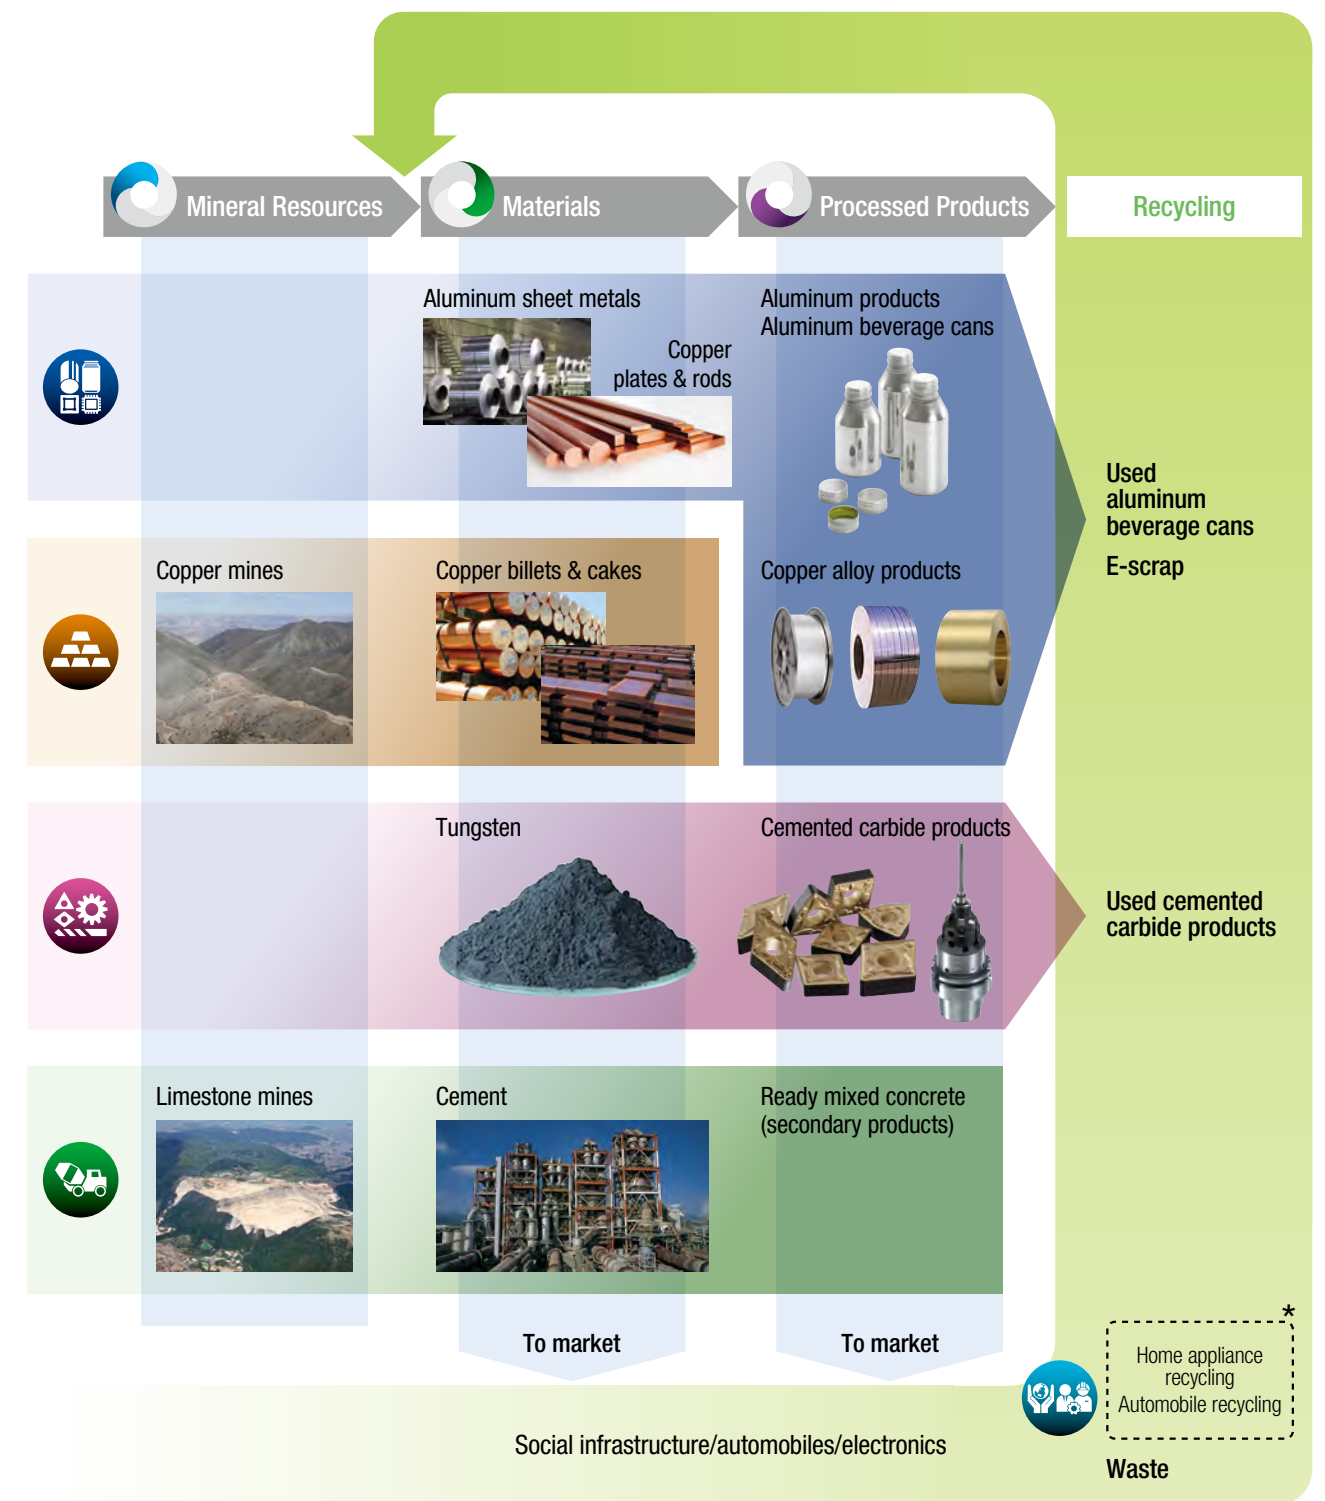 Mineral Resources
Materials
Processed Products
Recycling
Aluminum sheet metals
Copper
plates & rods
Aluminum products
Aluminum beverage cans
Used
aluminum
beverage cans
E-scrap
Copper mines
Copper billets & cakes
Copper alloy products
Tungsten
Cemented carbide products
Used cemented
carbide products
Limestone mines
Cement
Ready mixed concrete
(secondary products)
To market
To market
*
Home appliance
recycling
Automobile recycling
Social infrastructure/automobiles/electronics
Waste